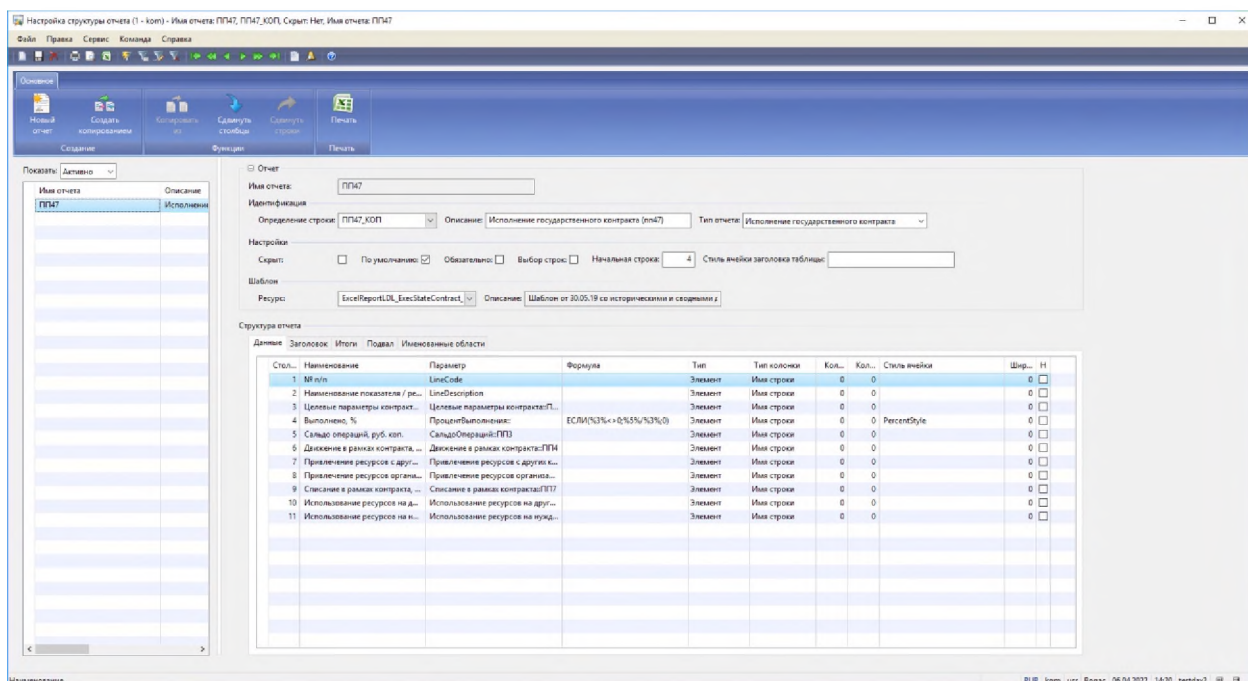 Настройка структуры отчета (1 - kom) - Имя отчета: ПП47, ПП47_КОП, Скрыт: Нет, Имя отчета: ПП47
Файл Правка Сервис Команда Справка
Основное
Новый отчет Создать копированием Копировать из Сдвинуть столбцы Сдвинуть строки Печать
Создание Функции Печать
Показать: Активно
Имя отчета Описание
ПП47 Исполнени
Отчет
Имя отчета: ПП47
Идентификация
Определение строки: ПП47_КОП Описание: Исполнение государственного контракта (пп47) Тип отчета: Исполнение государственного контракта
Настройки
Скрыт: По умолчанию: Обязательно: Выбор строк: Начальная строка: 4 Стиль ячейки заголовка таблицы:
Шаблон
Ресурс: ExcelReportLDL_ExecStateContract_ Описание: Шаблон от 30.05.19 со историческими и сводными д
Структура отчета
Данные Заголовок Итоги Подвал Именованные области
Стол... Наименование Параметр Формула Тип Тип колонки Кол... Кол... Стиль ячейки Шир... Н
1 № п/п LineCode Элемент Имя строки 0 0 0
2 Наименование показателя / ре... LineDescription Элемент Имя строки 0 0 0
3 Целевые параметры контракт... Целевые параметры контракта::П... Элемент Имя строки 0 0 0
4 Выполнено, % ПроцентВыполнения:: ЕСЛИ(%3%<>0;%5%/%3%;0) Элемент Имя строки 0 0 PercentStyle 0
5 Сальдо операций, руб. коп. СальдоОпераций::ПП3 Элемент Имя строки 0 0 0
6 Движение в рамках контракта, ... Движение в рамках контракта::ПП4 Элемент Имя строки 0 0 0
7 Привлечение ресурсов с друг... Привлечение ресурсов с других к... Элемент Имя строки 0 0 0
8 Привлечение ресурсов органи... Привлечение ресурсов организа... Элемент Имя строки 0 0 0
9 Списание в рамках контракта, ... Списание в рамках контракта::ПП7 Элемент Имя строки 0 0 0
10 Использование ресурсов на д... Использование ресурсов на друг... Элемент Имя строки 0 0 0
11 Использование ресурсов на н... Использование ресурсов на нужд... Элемент Имя строки 0 0 0
Наименование RUB kom usr 06.04.2022 14:20